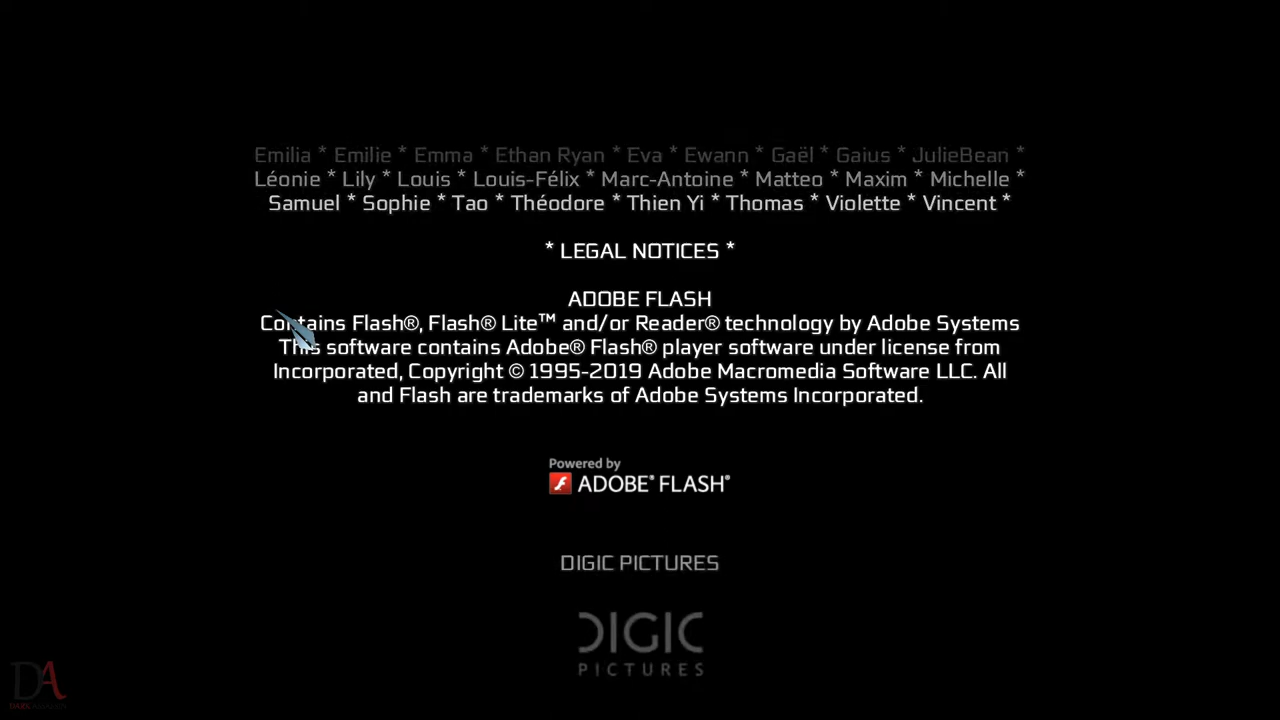 Emilia * Emilie * Emma * Ethan Ryan * Eva * Ewann * Gaël * Gaius * JulieBean *
Léonie * Lily * Louis * Louis-Félix * Marc-Antoine * Matteo * Maxim * Michelle *
Samuel * Sophie * Tao * Théodore * Thien Yi * Thomas * Violette * Vincent *
* LEGAL NOTICES *
ADOBE FLASH
Contains Flash®, Flash® Lite™ and/or Reader® technology by Adobe Systems
This software contains Adobe® Flash® player software under license from
Incorporated, Copyright © 1995-2019 Adobe Macromedia Software LLC. All
and Flash are trademarks of Adobe Systems Incorporated.
Powered by
ADOBE® FLASH®
DIGIC PICTURES
DIGIC
PICTURES
DA